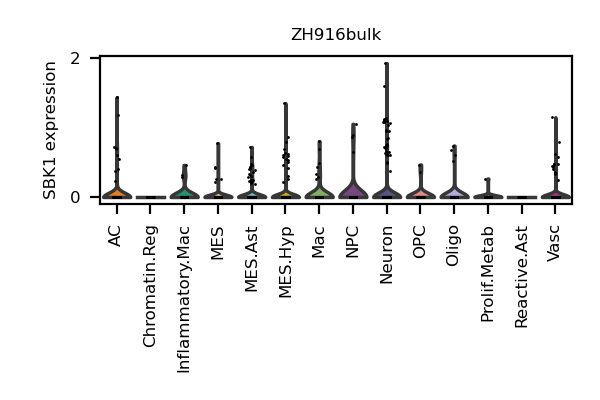 ZH916bulk
SBK1 expression
2
0
AC
Chromatin.Reg
Inflammatory.Mac
MES
MES.Ast
MES.Hyp
Mac
NPC
Neuron
OPC
Oligo
Prolif.Metab
Reactive.Ast
Vasc